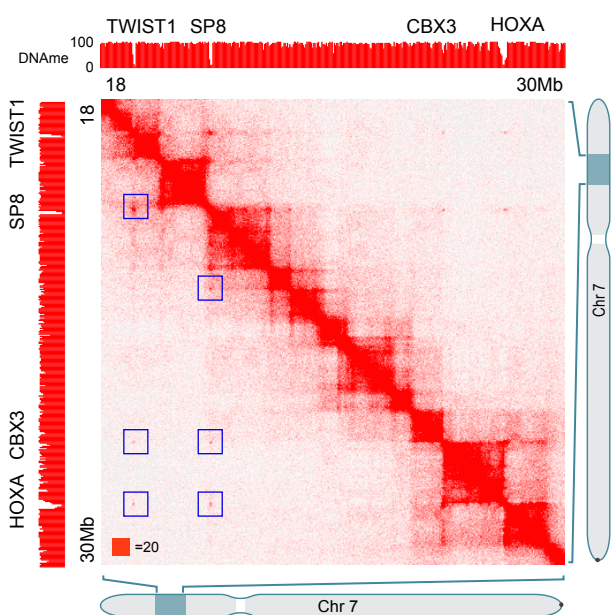 TWIST1 SP8 CBX3 HOXA
DNAme 100
0
18 30Mb
18
TWIST1
SP8
CBX3
HOXA
30Mb
=20
Chr 7
Chr 7